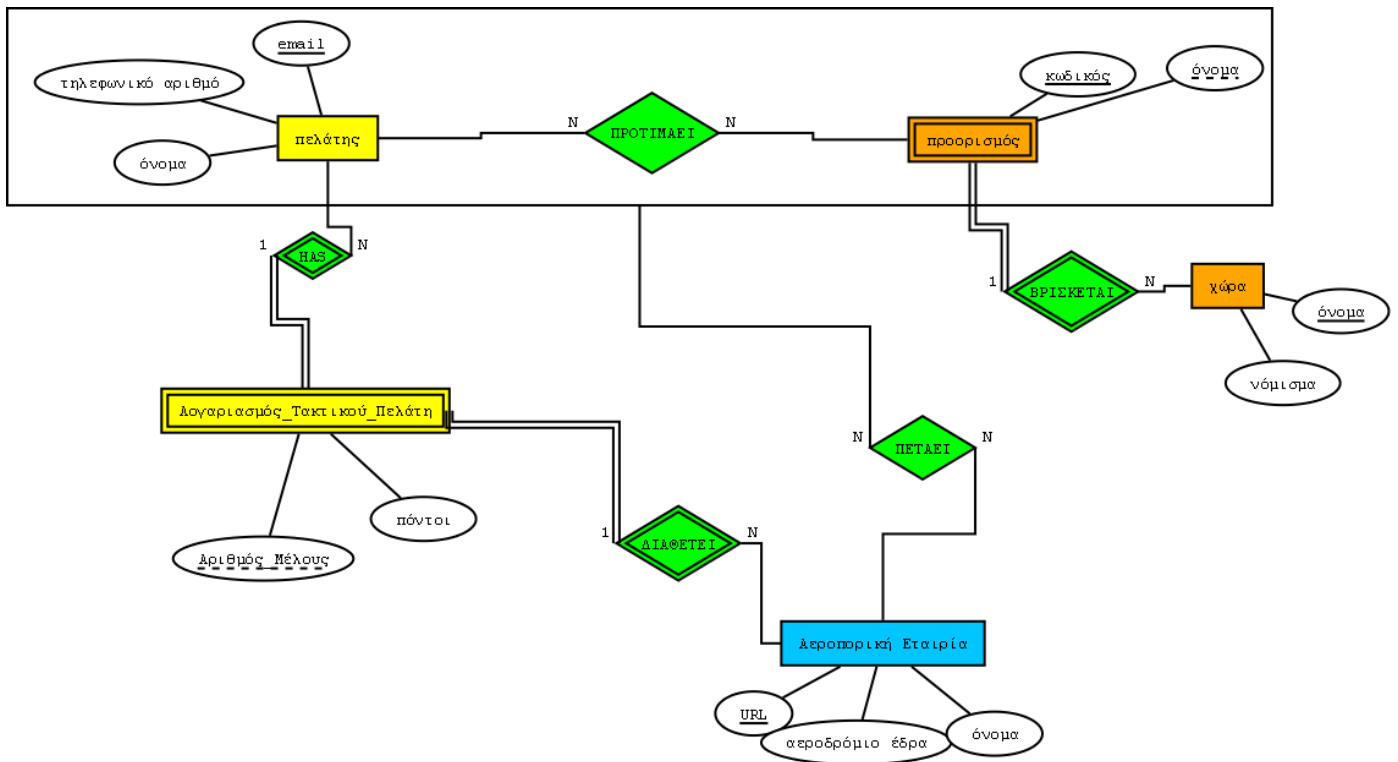 email
τηλεφωνικό αριθμό
όνομα
πελάτης
N
ΠΡΟΤΙΜΑΕΙ
N
κωδικός
όνομα
προορισμός
1
HAS
N
1
ΒΡΙΣΚΕΤΑΙ
N
χώρα
όνομα
νόμισμα
Λογαριασμός_Τακτικού_Πελάτη
πόντοι
Αριθμός_Μέλους
N
ΠΕΤΑΕΙ
N
1
ΔΙΑΘΕΤΕΙ
N
Αεροπορική Εταιρία
URL
αεροδρόμιο έδρα
όνομα